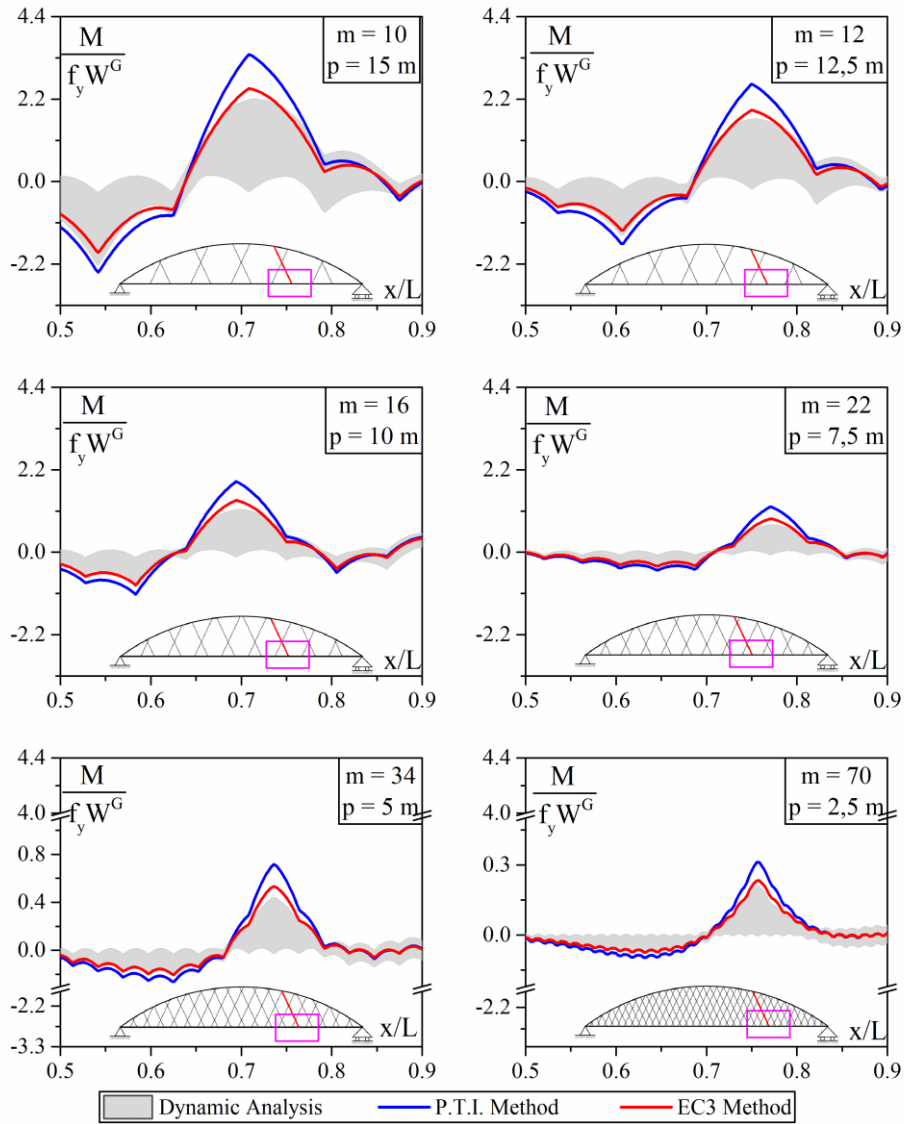 4.4
M
f_y W^G
m = 10
p = 15 m
2.2
0.0
-2.2
x/L
0.5 0.6 0.7 0.8 0.9
4.4
M
f_y W^G
m = 12
p = 12,5 m
2.2
0.0
-2.2
x/L
0.5 0.6 0.7 0.8 0.9
4.4
M
f_y W^G
m = 16
p = 10 m
2.2
0.0
-2.2
x/L
0.5 0.6 0.7 0.8 0.9
4.4
M
f_y W^G
m = 22
p = 7,5 m
2.2
0.0
-2.2
x/L
0.5 0.6 0.7 0.8 0.9
4.4
M
f_y W^G
m = 34
p = 5 m
4.0
0.8
0.4
0.0
-2.2
-3.3
x/L
0.5 0.6 0.7 0.8 0.9
4.4
M
f_y W^G
m = 70
p = 2,5 m
4.0
0.3
0.0
-2.2
x/L
0.5 0.6 0.7 0.8 0.9
Dynamic Analysis P.T.I. Method EC3 Method